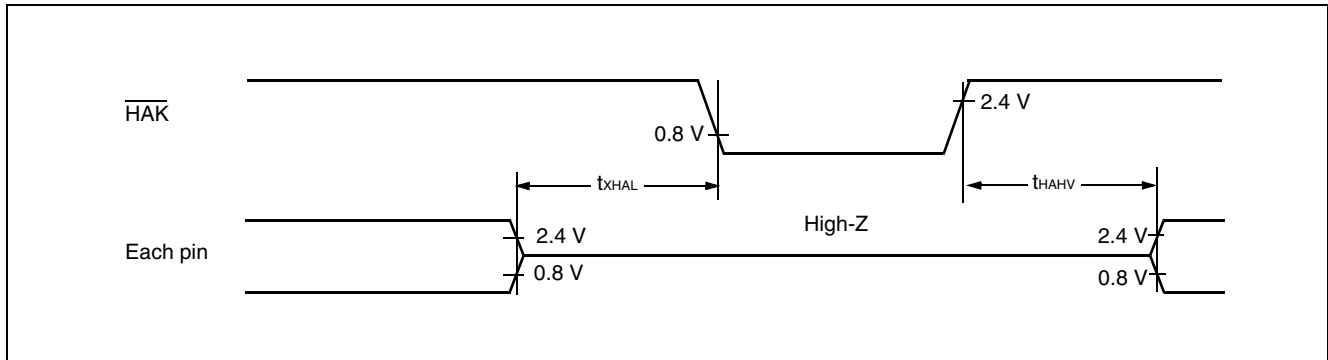 HAK
2.4 V
0.8 V
tXHAL
tHAHV
High-Z
Each pin
2.4 V
0.8 V
2.4 V
0.8 V